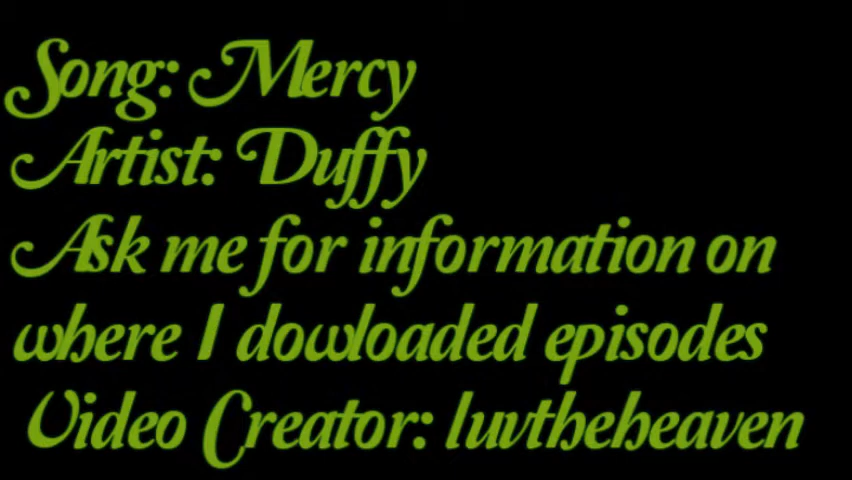 Song: Mercy
Artist: Duffy
Ask me for information on
where I dowloaded episodes
Video Creator: luvtheheaven